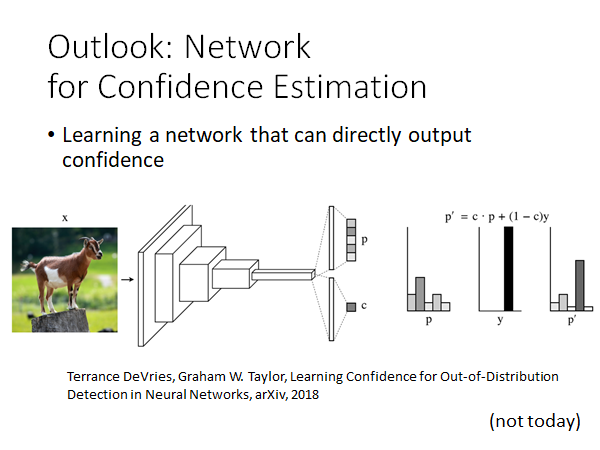 Outlook: Network
for Confidence Estimation
• Learning a network that can directly output
confidence
x
p
c
p′ = c · p + (1 − c)y
p
y
p′
Terrance DeVries, Graham W. Taylor, Learning Confidence for Out-of-Distribution
Detection in Neural Networks, arXiv, 2018
(not today)